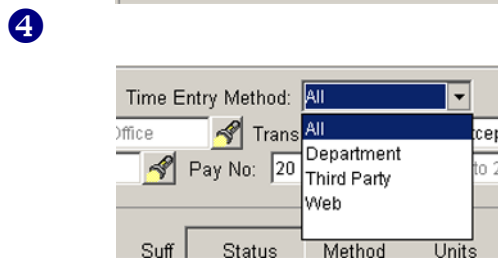 4
Time Entry Method: All
Office Trans All
Pay No: 20 Department
Third Party
Web
Suff Status Method Units